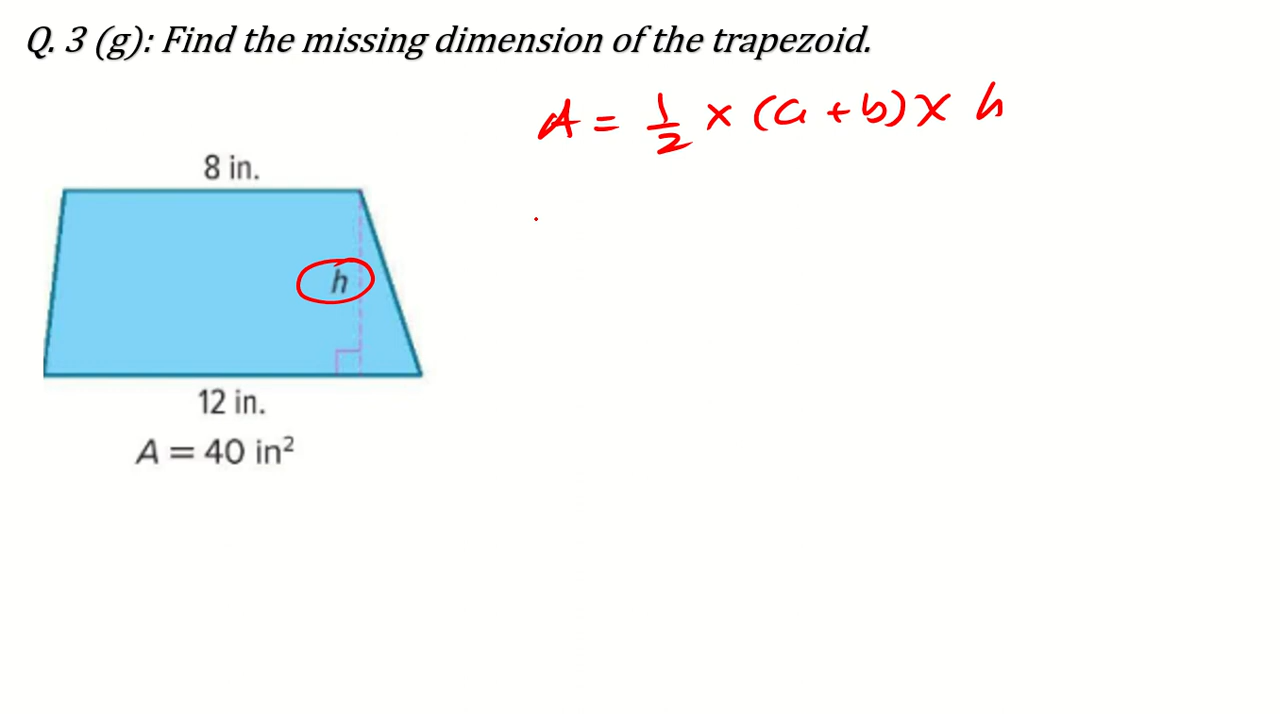 Q. 3 (g): Find the missing dimension of the trapezoid.
A = 1/2 × (a + b) × h
8 in.
h
12 in.
A = 40 in²